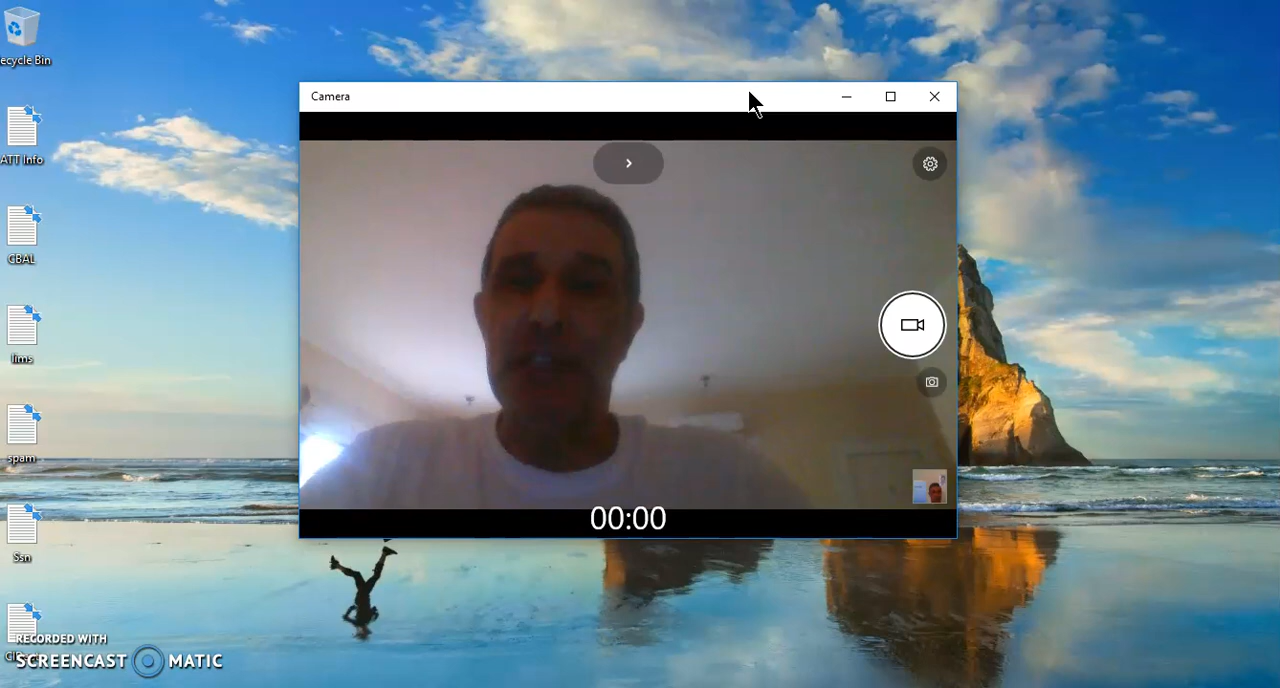 ecycle Bin
ATT Info
CBAL
lims
spam
Ssn
Camera
00:00
RECORDED WITH
SCREENCAST MATIC